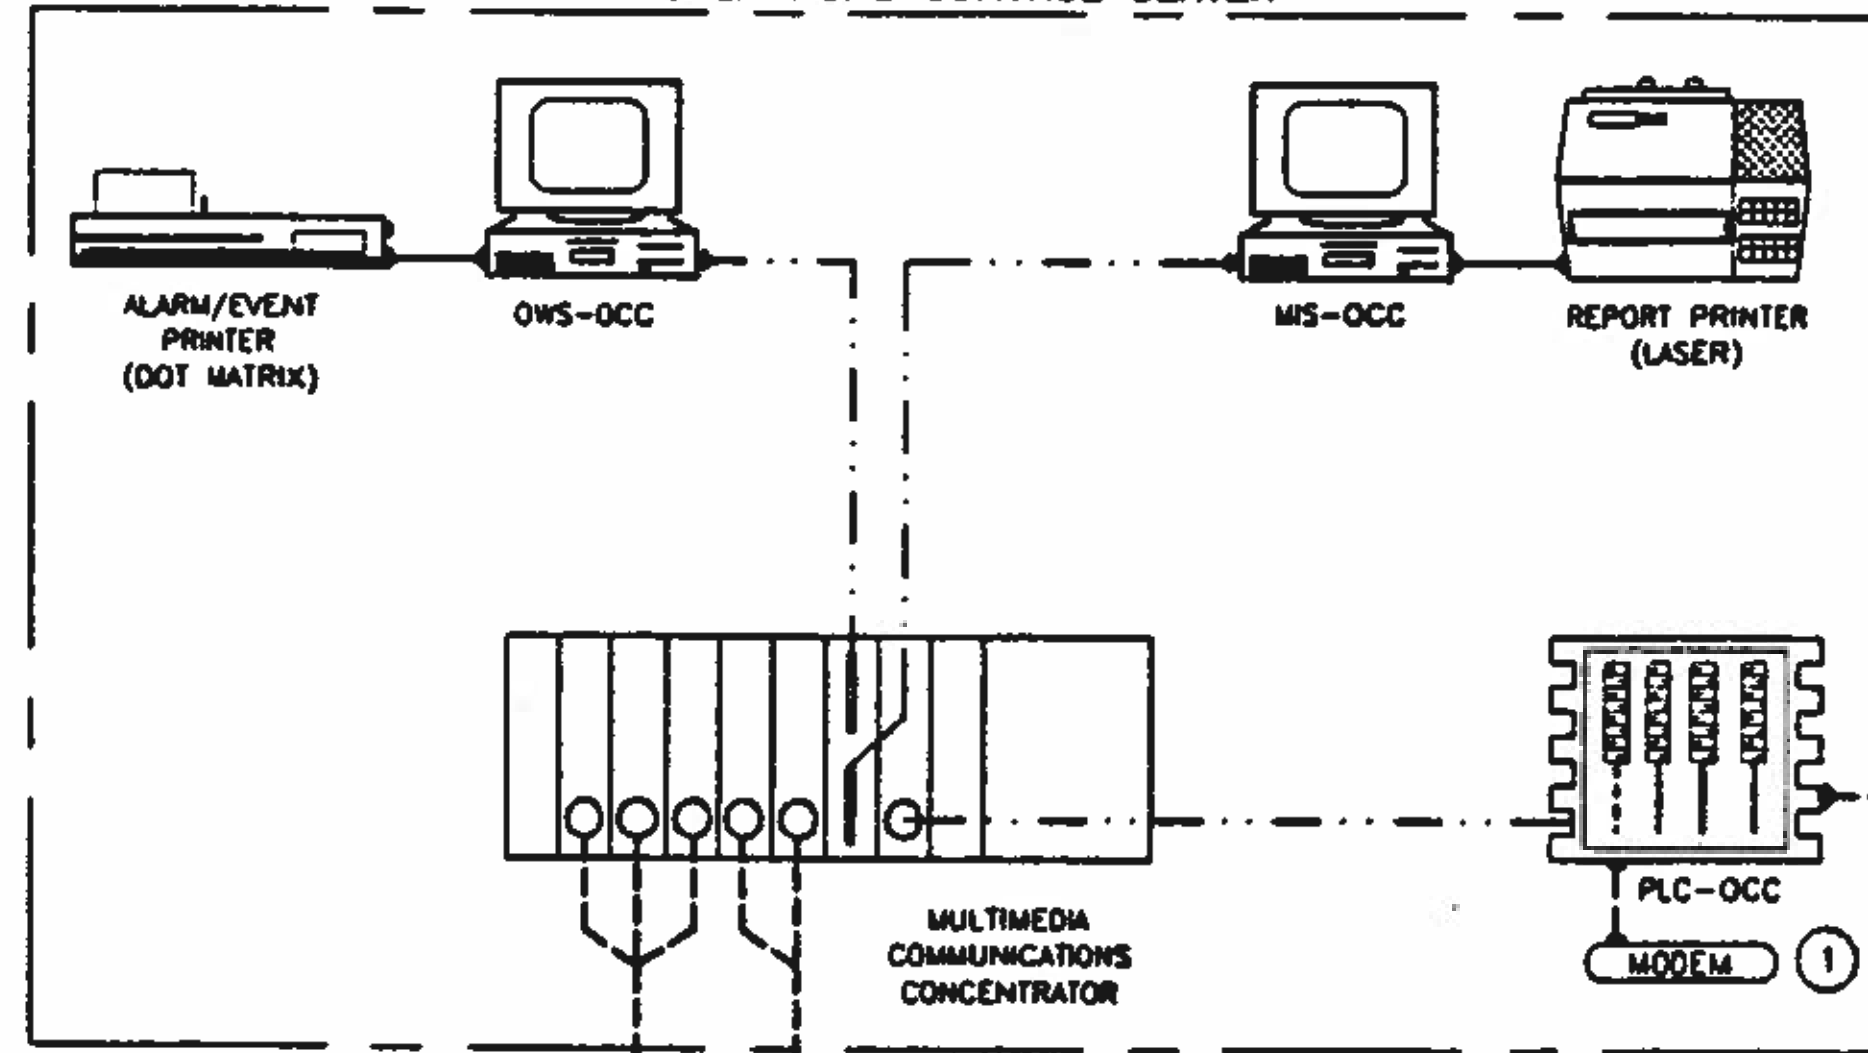 ALARM/EVENT
PRINTER
(DOT MATRIX)
OWS-OCC
MIS-OCC
REPORT PRINTER
(LASER)
MULTIMEDIA
COMMUNICATIONS
CONCENTRATOR
PLC-OCC
MODEM
1